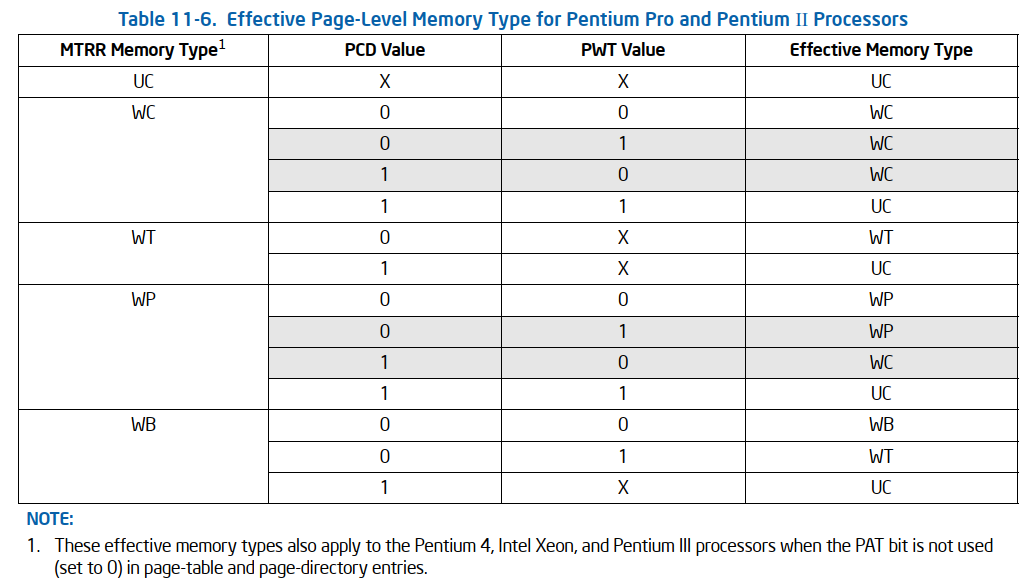 Table 11-6. Effective Page-Level Memory Type for Pentium Pro and Pentium II Processors
MTRR Memory Type1 PCD Value PWT Value Effective Memory Type
UC X X UC
WC 0 0 WC
0 1 WC
1 0 WC
1 1 UC
WT 0 X WT
1 X UC
WP 0 0 WP
0 1 WP
1 0 WC
1 1 UC
WB 0 0 WB
0 1 WT
1 X UC
NOTE:
1. These effective memory types also apply to the Pentium 4, Intel Xeon, and Pentium III processors when the PAT bit is not used
(set to 0) in page-table and page-directory entries.